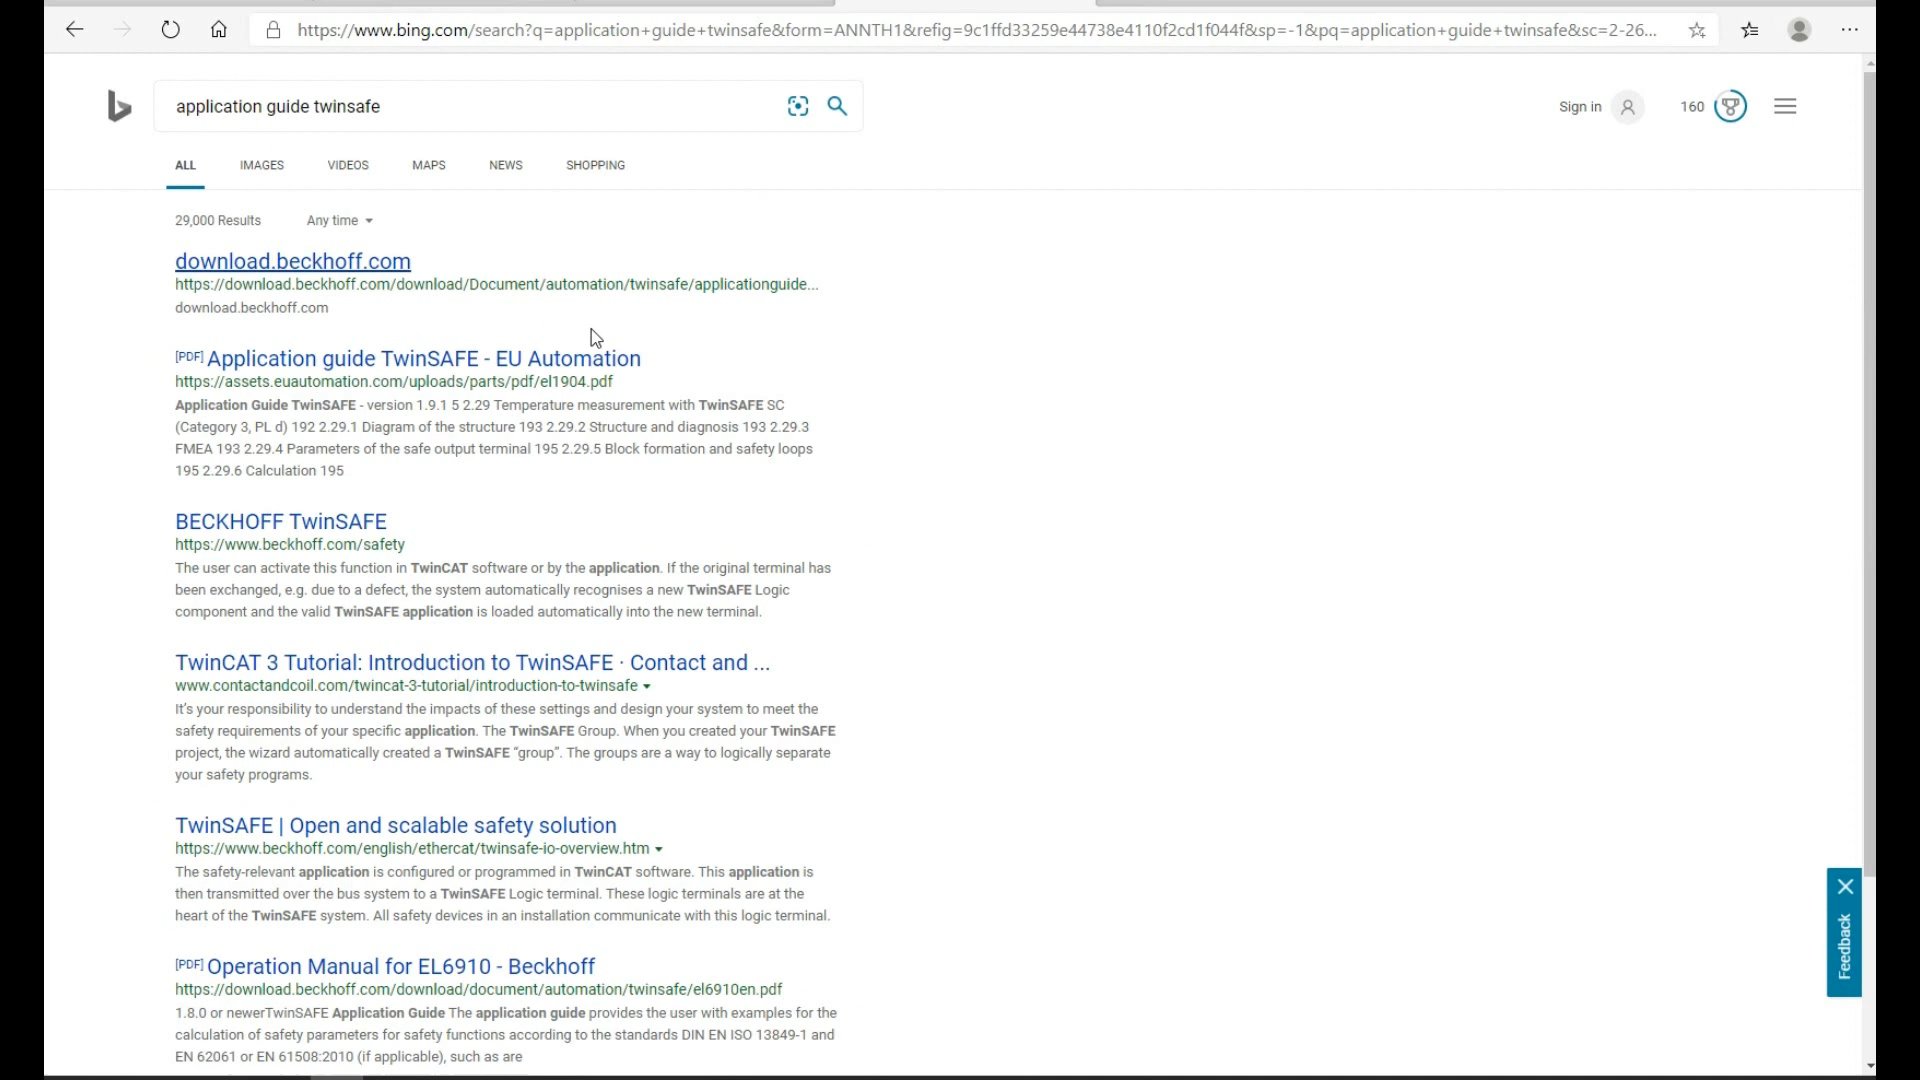 https://www.bing.com/search?q=application+guide+twinsafe&form=ANNTH1&refig=9c1ffd33259e44738e4110f2cd1f044f&sp=-1&pq=application+guide+twinsafe&sc=2-26...
application guide twinsafe
Sign in
160
ALL IMAGES VIDEOS MAPS NEWS SHOPPING
29,000 Results Any time
download.beckhoff.com
https://download.beckhoff.com/download/Document/automation/twinsafe/applicationguide...
download.beckhoff.com
[PDF] Application guide TwinSAFE - EU Automation
https://assets.euautomation.com/uploads/parts/pdf/el1904.pdf
Application Guide TwinSAFE - version 1.9.1 5 2.29 Temperature measurement with TwinSAFE SC
(Category 3, PL d) 192 2.29.1 Diagram of the structure 193 2.29.2 Structure and diagnosis 193 2.29.3
FMEA 193 2.29.4 Parameters of the safe output terminal 195 2.29.5 Block formation and safety loops
195 2.29.6 Calculation 195
BECKHOFF TwinSAFE
https://www.beckhoff.com/safety
The user can activate this function in TwinCAT software or by the application. If the original terminal has
been exchanged, e.g. due to a defect, the system automatically recognises a new TwinSAFE Logic
component and the valid TwinSAFE application is loaded automatically into the new terminal.
TwinCAT 3 Tutorial: Introduction to TwinSAFE · Contact and ...
www.contactandcoil.com/twincat-3-tutorial/introduction-to-twinsafe
It's your responsibility to understand the impacts of these settings and design your system to meet the
safety requirements of your specific application. The TwinSAFE Group. When you created your TwinSAFE
project, the wizard automatically created a TwinSAFE “group”. The groups are a way to logically separate
your safety programs.
TwinSAFE | Open and scalable safety solution
https://www.beckhoff.com/english/ethercat/twinsafe-io-overview.htm
The safety-relevant application is configured or programmed in TwinCAT software. This application is
then transmitted over the bus system to a TwinSAFE Logic terminal. These logic terminals are at the
heart of the TwinSAFE system. All safety devices in an installation communicate with this logic terminal.
[PDF] Operation Manual for EL6910 - Beckhoff
https://download.beckhoff.com/download/document/automation/twinsafe/el6910en.pdf
1.8.0 or newerTwinSAFE Application Guide The application guide provides the user with examples for the
calculation of safety parameters for safety functions according to the standards DIN EN ISO 13849-1 and
EN 62061 or EN 61508:2010 (if applicable), such as are
Feedback